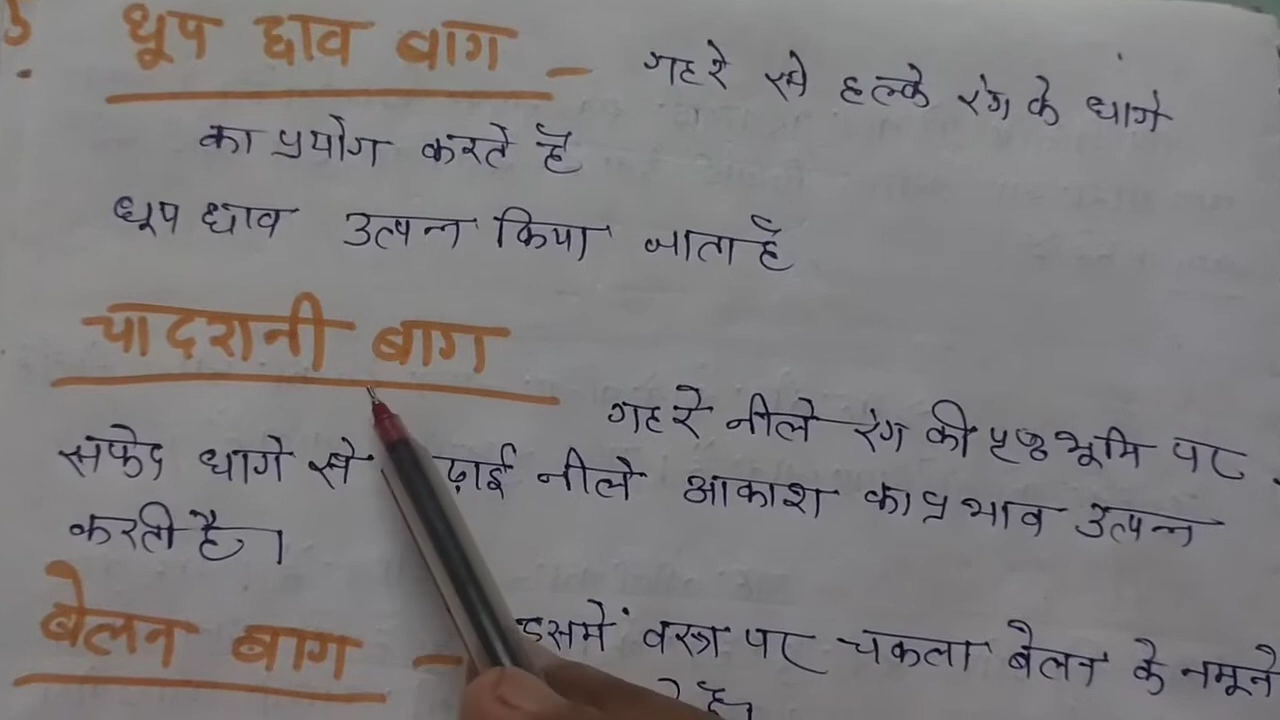 धूप छाव बाग – गहरे से हल्के रंग के धागे
का प्रयोग करते है
धूप छाव उत्पन्न किया जाता है
चादरानी बाग
गहरे नीले रंग की पृष्ठभूमि पर
सफेद धागे से ढ़ाई नीले आकाश का प्रभाव उत्पन्न
करती है।
बेलन बाग – इसमें वस्त्र पर चकला बेलन के नमूने
है।